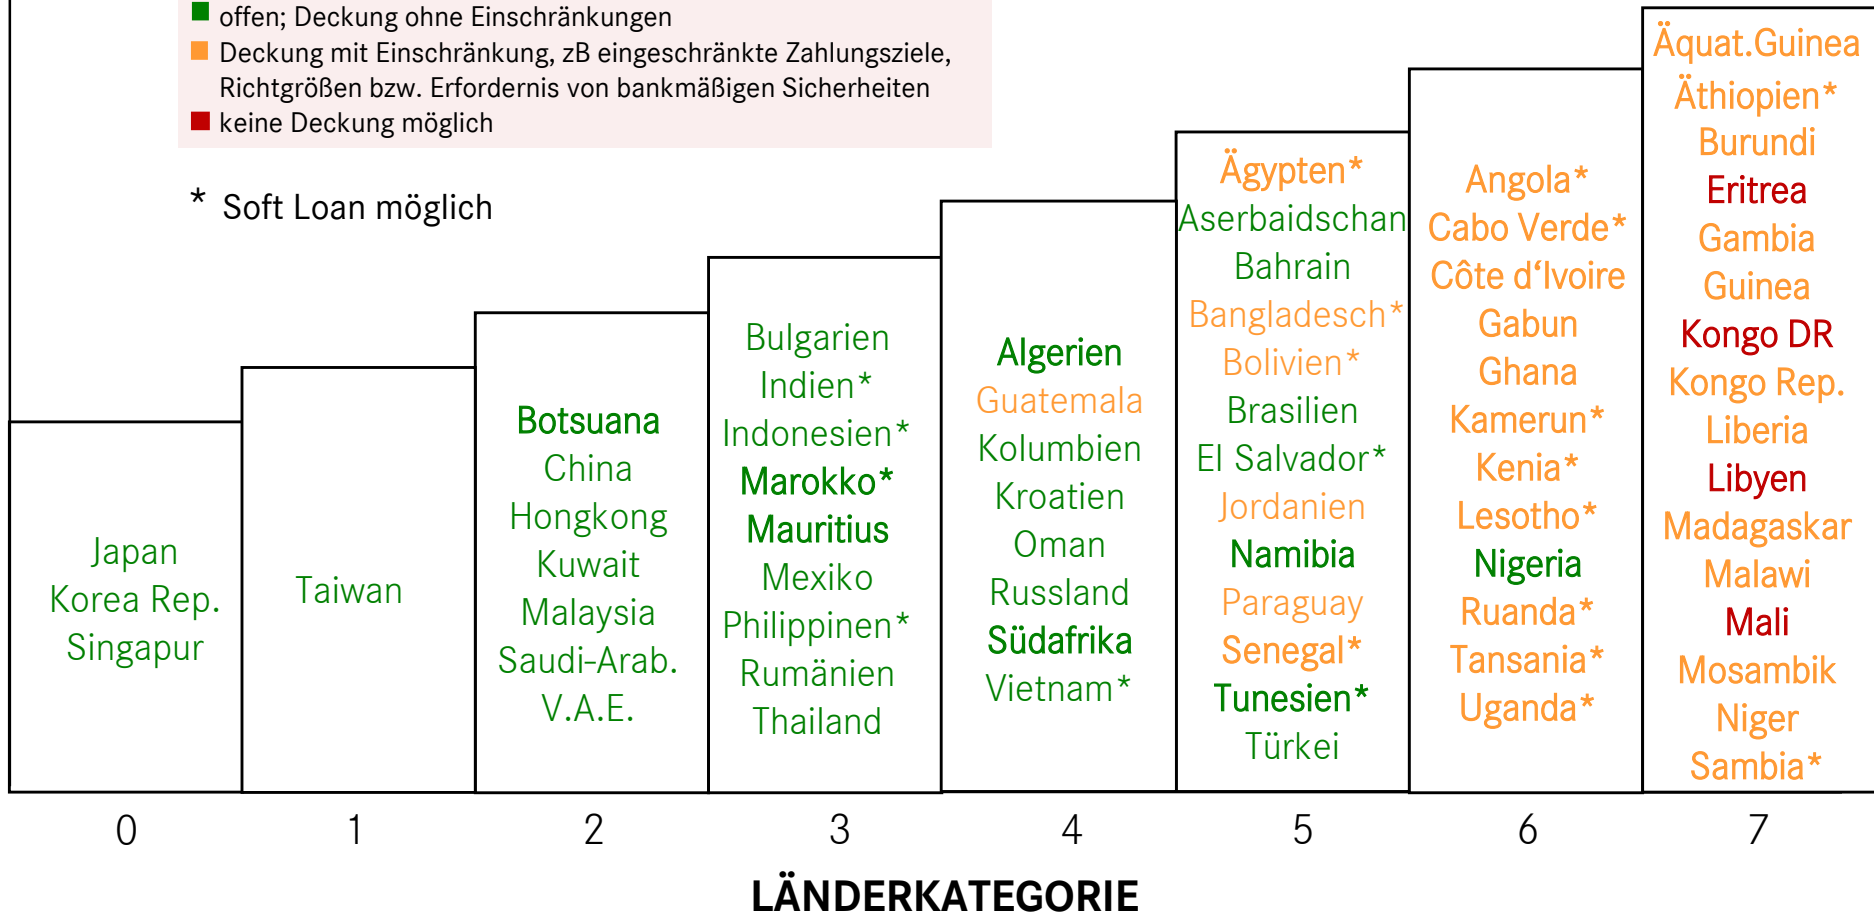 offen; Deckung ohne Einschränkungen
Deckung mit Einschränkung, zB eingeschränkte Zahlungsziele,
Richtgrößen bzw. Erfordernis von bankmäßigen Sicherheiten
keine Deckung möglich
* Soft Loan möglich
Japan
Korea Rep.
Singapur
Taiwan
Botsuana
China
Hongkong
Kuwait
Malaysia
Saudi-Arab.
V.A.E.
Bulgarien
Indien*
Indonesien*
Marokko*
Mauritius
Mexiko
Philippinen*
Rumänien
Thailand
Algerien
Guatemala
Kolumbien
Kroatien
Oman
Russland
Südafrika
Vietnam*
Ägypten*
Aserbaidschan
Bahrain
Bangladesch*
Bolivien*
Brasilien
El Salvador*
Jordanien
Namibia
Paraguay
Senegal*
Tunesien*
Türkei
Angola*
Cabo Verde*
Côte d‘Ivoire
Gabun
Ghana
Kamerun*
Kenia*
Lesotho*
Nigeria
Ruanda*
Tansania*
Uganda*
Äquat.Guinea
Äthiopien*
Burundi
Eritrea
Gambia
Guinea
Kongo DR
Kongo Rep.
Liberia
Libyen
Madagaskar
Malawi
Mali
Mosambik
Niger
Sambia*
0 1 2 3 4 5 6 7
LÄNDERKATEGORIE